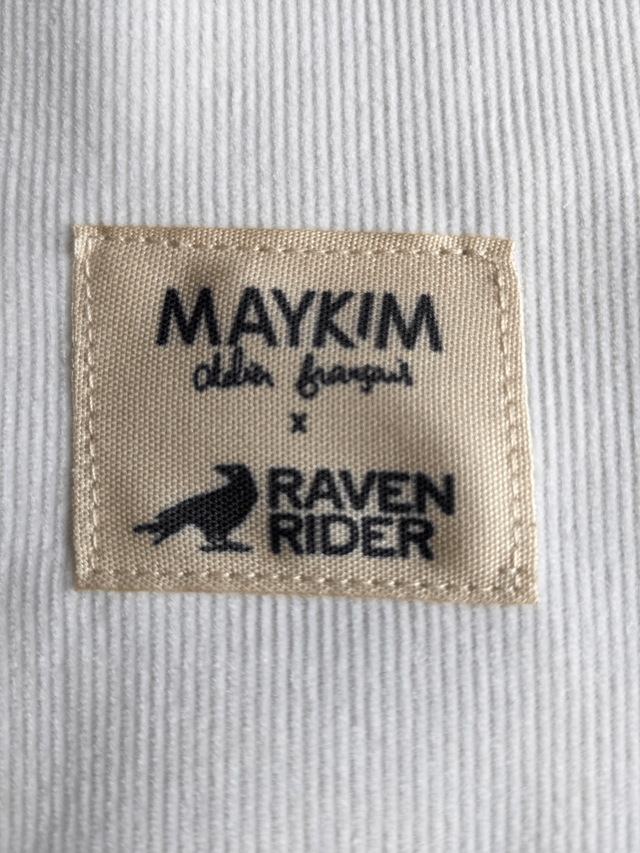 MAYKIM
atelier français
x
RAVEN
RIDER